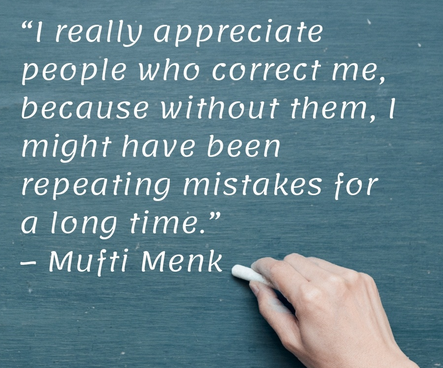 “I really appreciate
people who correct me,
because without them, I
might have been
repeating mistakes for
a long time.”
– Mufti Menk